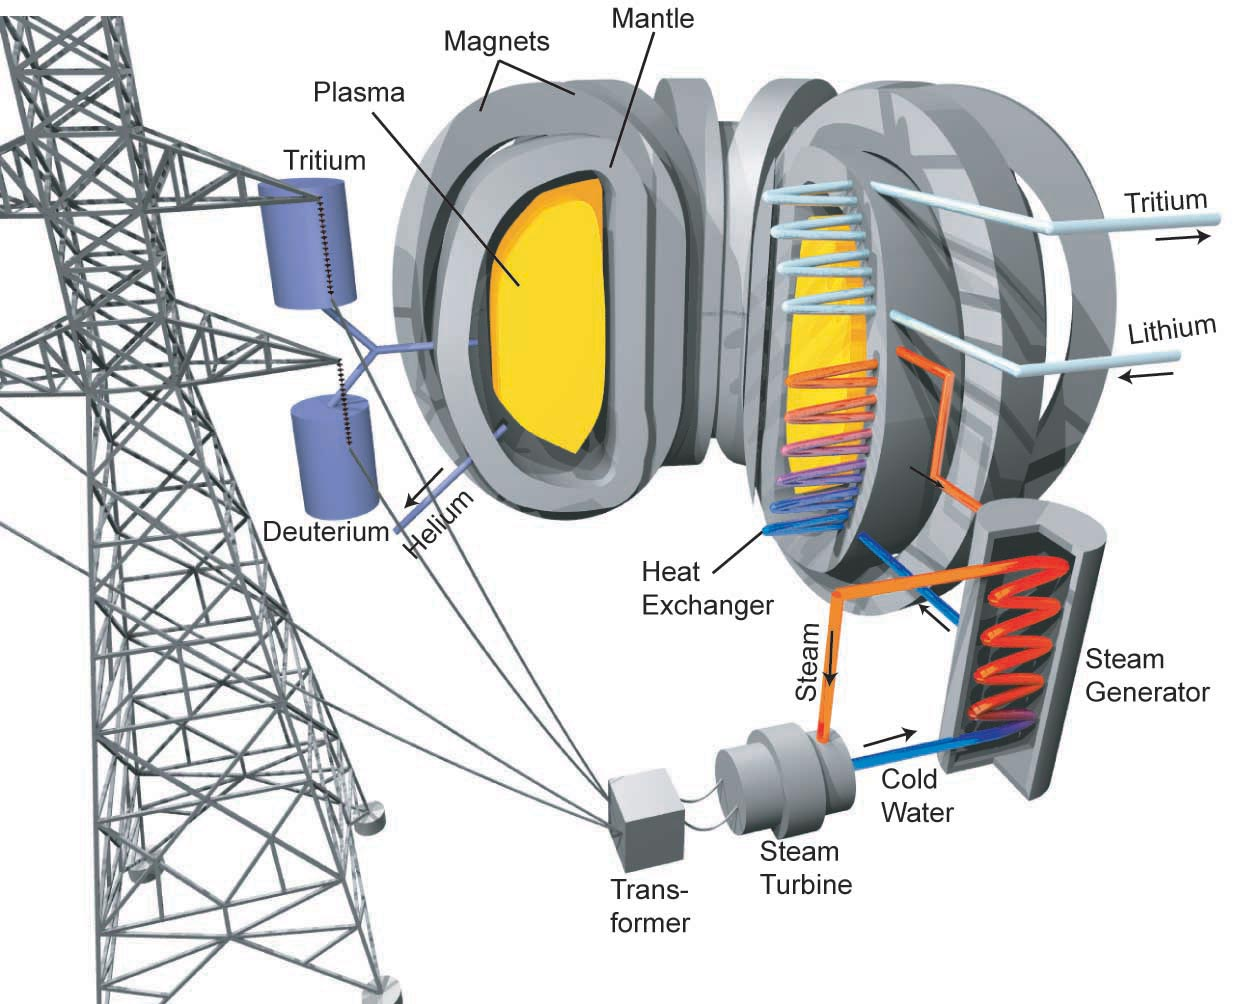 Mantle
Magnets
Plasma
Tritium
Tritium
Lithium
Deuterium
Helium
Heat
Exchanger
Steam
Steam
Generator
Cold
Water
Steam
Turbine
Trans-
former